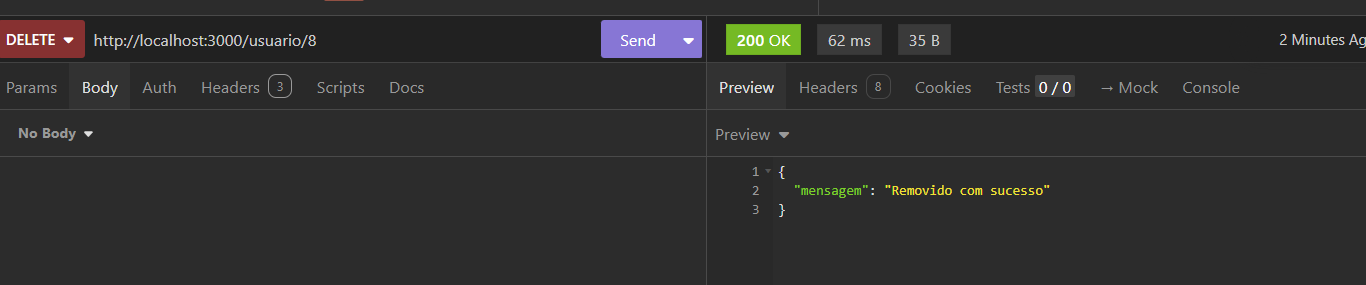 DELETE http://localhost:3000/usuario/8 Send 200 OK 62 ms 35 B 2 Minutes Ag
Params Body Auth Headers 3 Scripts Docs Preview Headers 8 Cookies Tests 0 / 0 → Mock Console
No Body Preview
1 {
2 "mensagem": "Removido com sucesso"
3 }